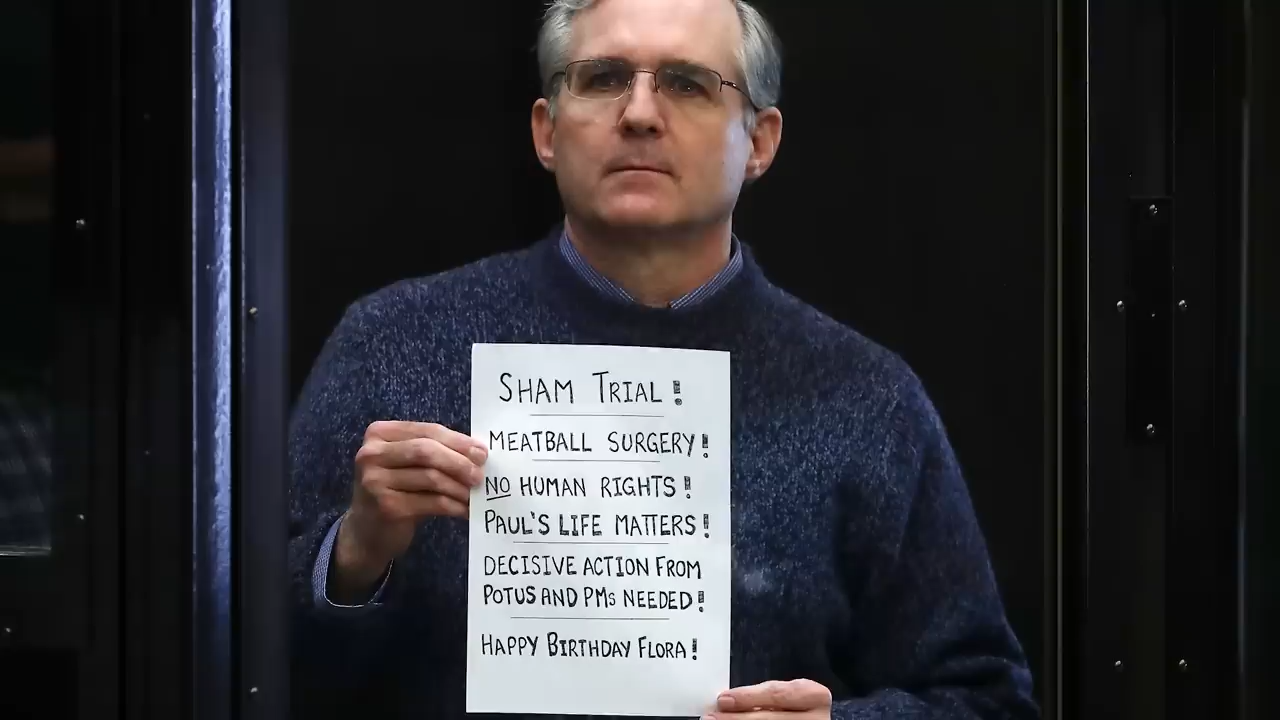 SHAM TRIAL!
MEATBALL SURGERY!
NO HUMAN RIGHTS!
PAUL'S LIFE MATTERS!
DECISIVE ACTION FROM
POTUS AND PMs NEEDED!
HAPPY BIRTHDAY FLORA!